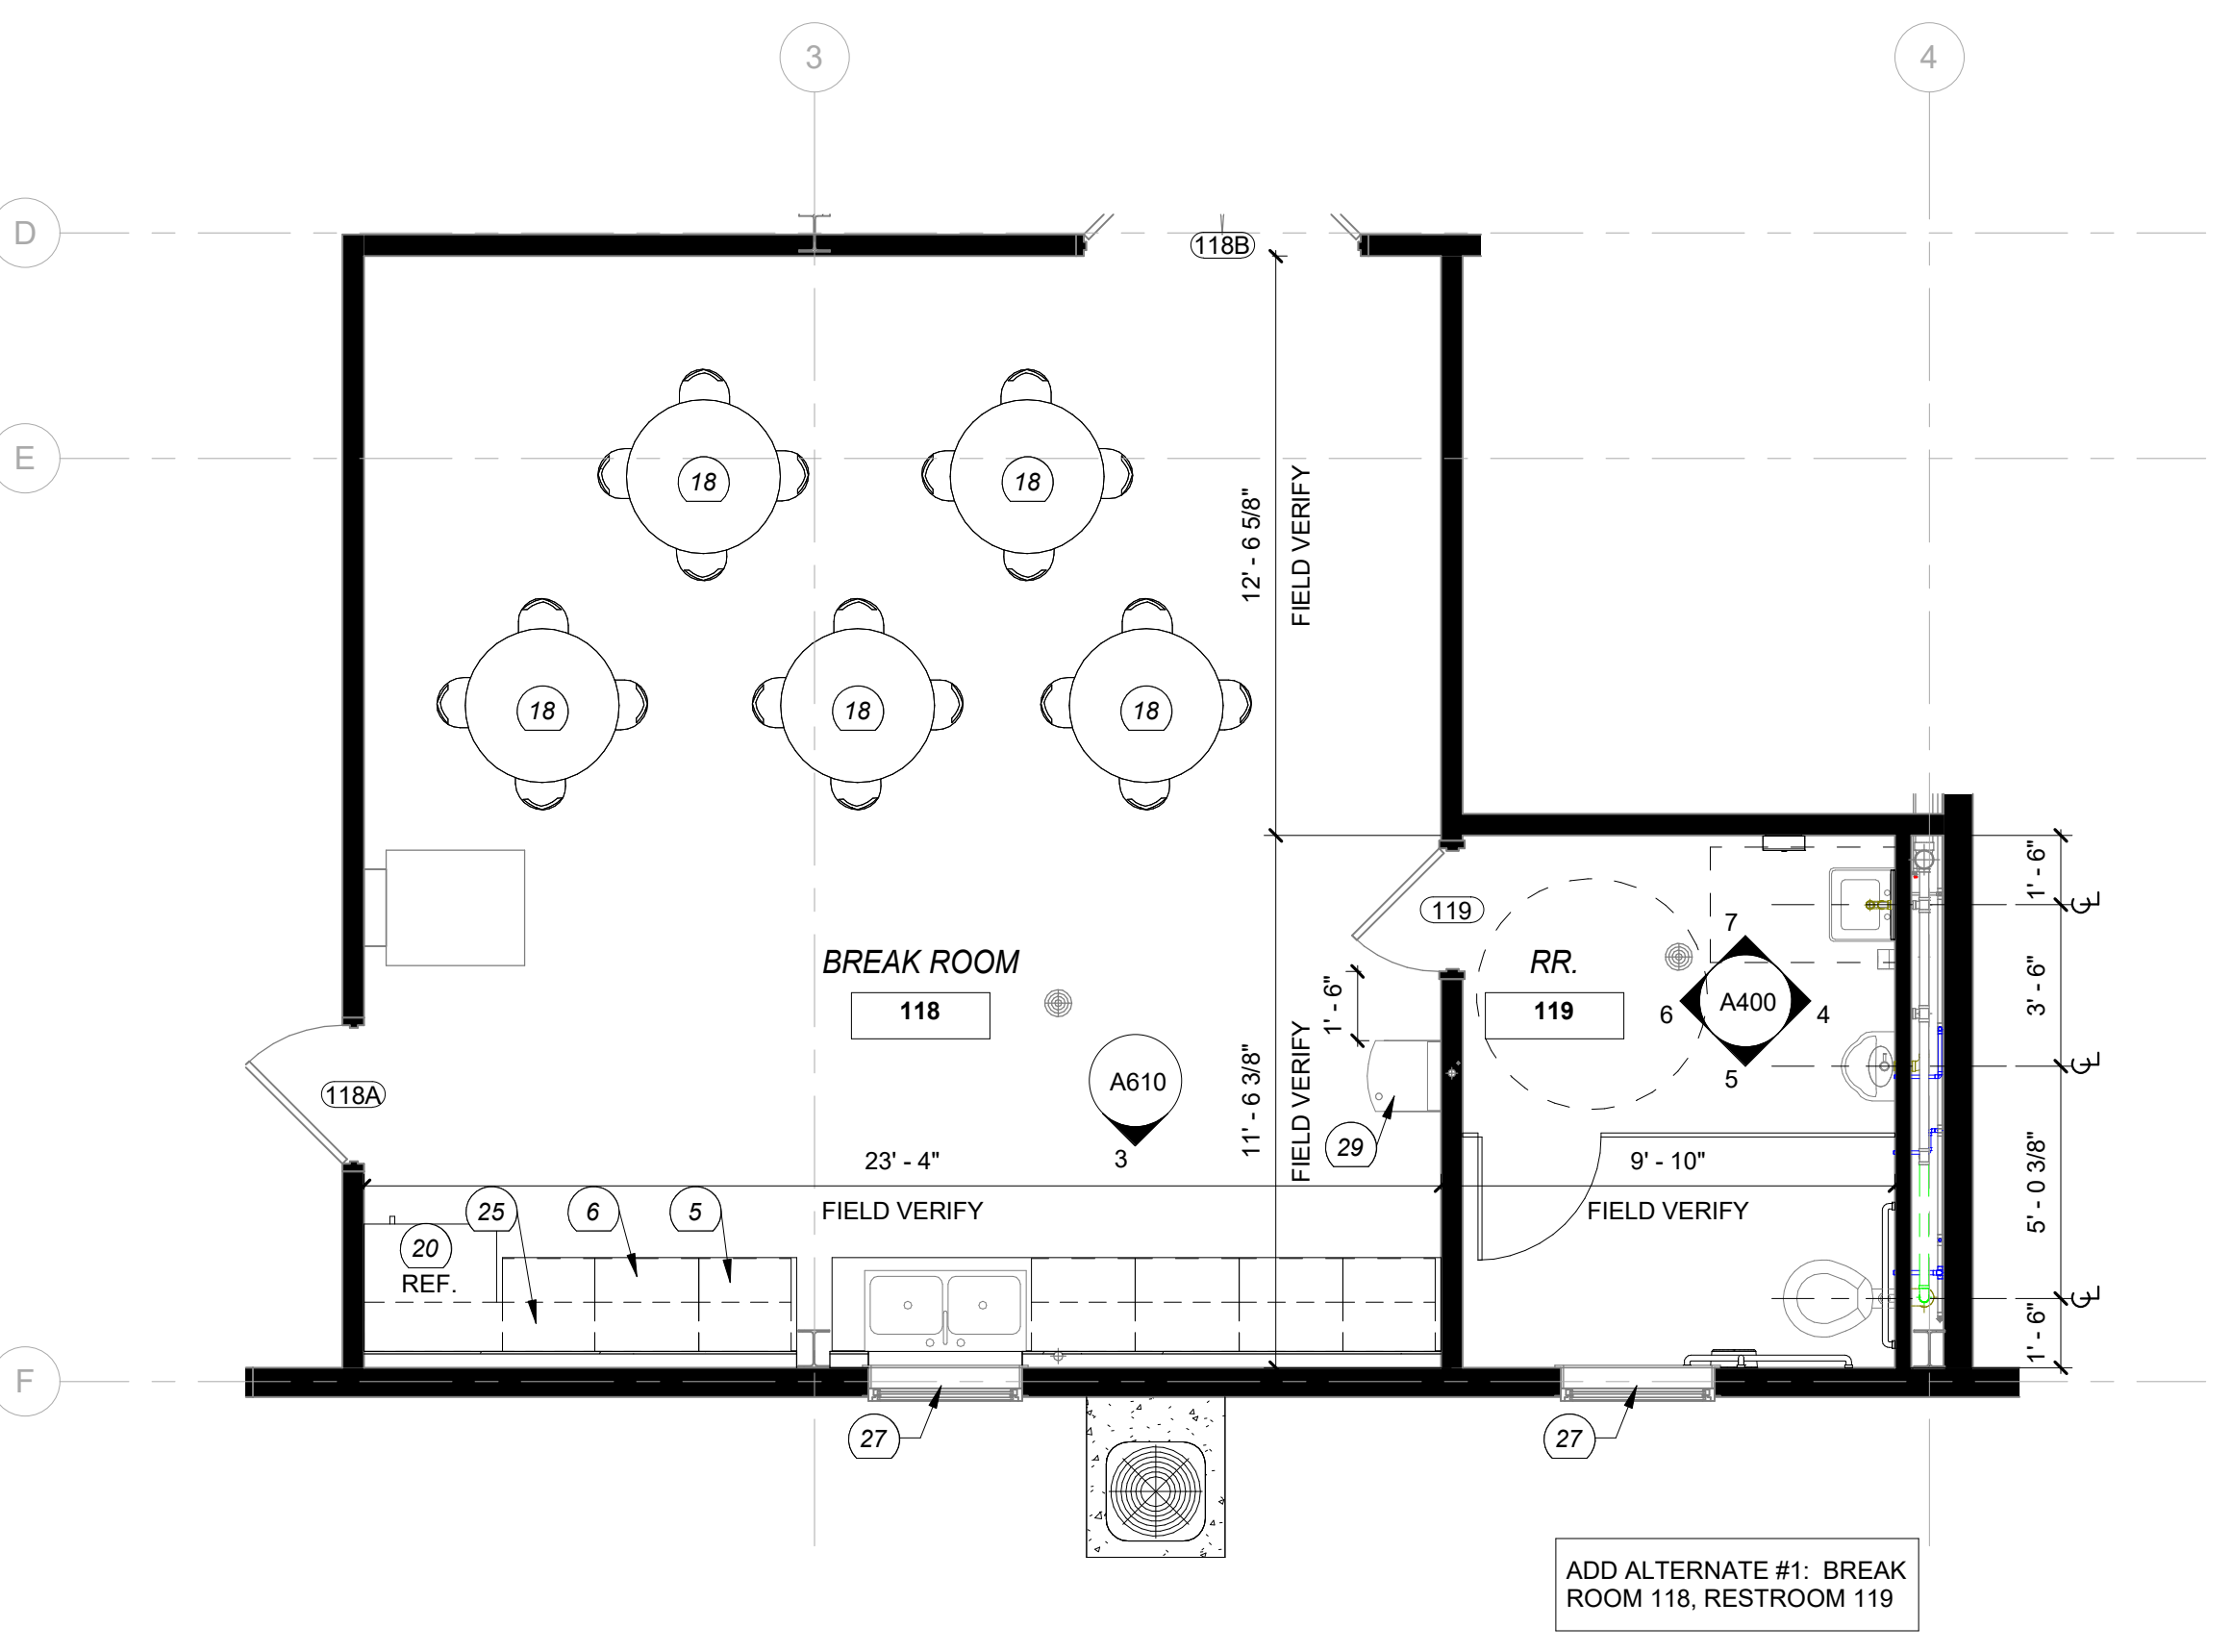 3
4
D
118B
E
18
18
12' - 6 5/8"
FIELD VERIFY
18
18
18
1' - 6"
119
7
BREAK ROOM
RR.
118
119
6
A400
4
3' - 6"
1' - 6"
5
A610
118A
11' - 6 3/8"
FIELD VERIFY
29
3
23' - 4"
9' - 10"
5' - 0 3/8"
25
6
5
FIELD VERIFY
FIELD VERIFY
20
REF.
1' - 6"
F
27
27
ADD ALTERNATE #1: BREAK
ROOM 118, RESTROOM 119